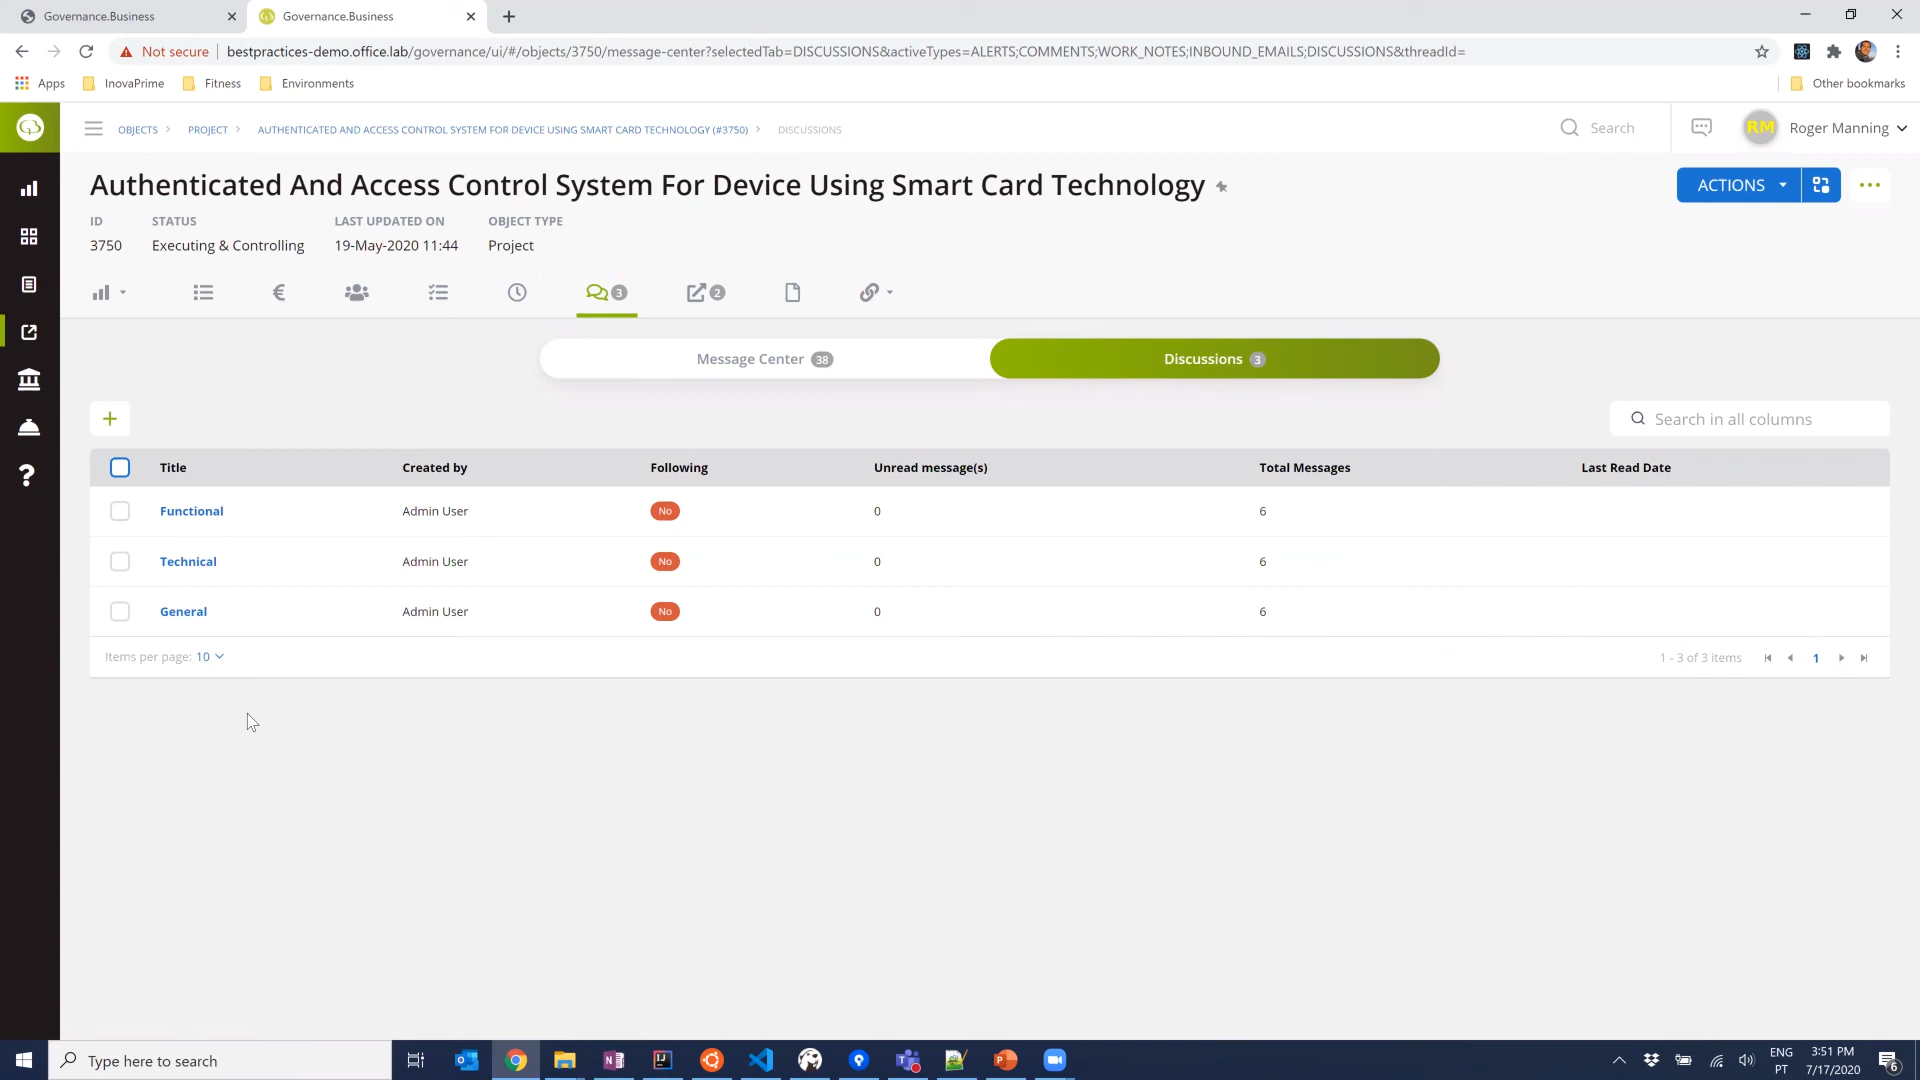 Governance.Business
Governance.Business
Not secure
bestpractices-demo.office.lab/governance/ui/#/objects/3750/message-center?selectedTab=DISCUSSIONS&activeTypes=ALERTS;COMMENTS;WORK_NOTES;INBOUND_EMAILS;DISCUSSIONS&threadId=
Apps InovaPrime Fitness Environments Other bookmarks
OBJECTS > PROJECT > AUTHENTICATED AND ACCESS CONTROL SYSTEM FOR DEVICE USING SMART CARD TECHNOLOGY (#3750) > DISCUSSIONS
Search
RM Roger Manning
Authenticated And Access Control System For Device Using Smart Card Technology
ACTIONS
ID STATUS LAST UPDATED ON OBJECT TYPE
3750 Executing & Controlling 19-May-2020 11:44 Project
€ 3 2
Message Center 38
Discussions 3
+
Search in all columns
Title Created by Following Unread message(s) Total Messages Last Read Date
Functional Admin User No 0 6
Technical Admin User No 0 6
General Admin User No 0 6
Items per page: 10
1 - 3 of 3 items 1
?
Type here to search
ENG
PT
3:51 PM
7/17/2020
6